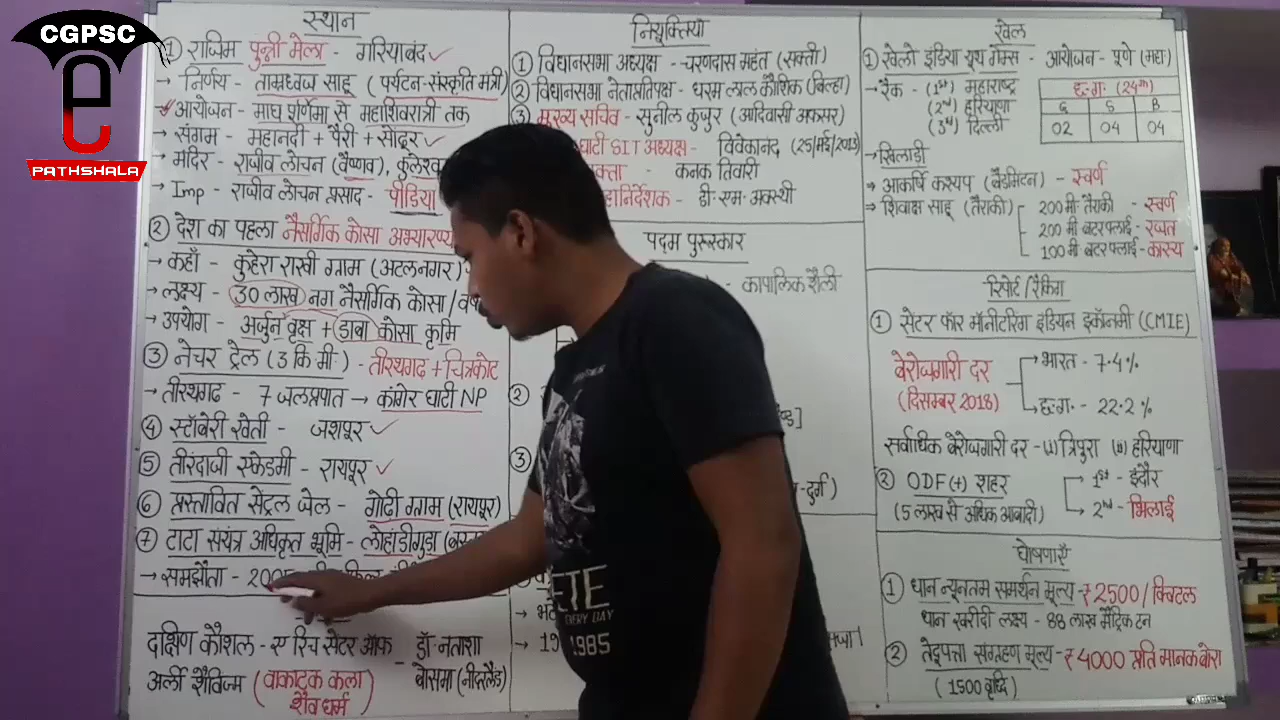 CGPSC
e
PATHSHALA
स्थान
① राजिम पुन्नी मेला - गरियाबंद ✓
→ निर्णय - ताम्रध्वज साहू (पर्यटन-संस्कृति मंत्री)
→ आयोजन - माघ पूर्णिमा से महाशिवरात्री तक
→ संगम - महानदी + पैरी + सोंढूर ✓
→ मंदिर - राजीव लोचन (वैष्णव), कुलेश्व
→ Imp - राजीव लोचन प्रसाद - पीडिया
② देश का पहला नैसर्गिक कोसा अभ्यारण्य
→ कहाँ - कुहेरा राखी ग्राम (अटलनगर)
→ लक्ष्य - 30 लाख नग नैसर्गिक कोसा / वर्ष
→ उपयोग - अर्जुन वृक्ष + डाबा कोसा कृमि
③ नेचर ट्रेल (3 कि मी.) - तीरथगढ + चित्रकोट
→ तीरथगढ - 7 जलप्रपात → कांगेर घाटी NP
④ स्टॉबेरी खेती - जशपूर ✓
⑤ तीरंदाजी एकेडमी - रायपूर ✓
⑥ प्रस्तावित सेंट्रल जेल - गोढी ग्राम (रायपूर)
⑦ टाटा संयंत्र अधिकृत भूमि - लोहांडीगुडा (बस्त
→ समझौता - 2005
दक्षिण कौशल - ए रिच सेंटर ऑफ अर्ली शैविज्म - डॉ. नताशा बोसमा (नीदरलैंड)
(वाकाटक कला शैव धर्म)
नियुक्तियां
① विधानसभा अध्यक्ष - चरणदास महंत (सक्ती)
② विधानसभा नेताप्रतिपक्ष - धरम लाल कौशिक (बिल्हा)
③ मुख्य सचिव - सुनील कुजुर (आदिवासी अफसर)
घाटी SIT अध्यक्ष - विवेकानंद (25/मई/2013)
क्ता - कनक तिवारी
हानिर्देशक - डी. एम. अवस्थी
पद्म पुरूस्कार
- कापालिक शैली
②
③
-दुर्ग)
→ 19
खेल
① खेलो इंडिया यूथ गेम्स - आयोजन - पूणे (महा)
→ रैंक - (1st) महाराष्ट्र
(2nd) हरियाणा
(3rd) दिल्ली
छ.ग. (24th)
G S B
02 04 04
→ खिलाडी
→ आकर्षि कश्यप (बैडमिंटन) - स्वर्ण
→ शिवाक्ष साहू (तैराकी)
200 मी तैराकी - स्वर्ण
200 मी बटरफ्लाई - रजत
100 मी बटरफ्लाई - कांस्य
रिपोर्ट / रैंकिंग
① सेंटर फॉर मॉनीटरिंग इंडियन इकॉनमी (CMIE)
बेरोजगारी दर (दिसम्बर 2018)
→ भारत - 7.4%
→ छ.ग. - 22.2 %
सर्वाधिक बेरोजगारी दर - (i) त्रिपुरा (ii) हरियाणा
② ODF(+) शहर
(5 लाख से अधिक आबादी)
1st - इंदौर
2nd - भिलाई
घोषणाएँ
① धान न्यूनतम समर्थन मूल्य - ₹ 2500 / क्विंटल
धान खरीदी लक्ष्य - 88 लाख मैट्रिक टन
② तेंदूपत्ता संग्रहण मूल्य - ₹ 4000 प्रति मानक बोरा
(1500 वृद्धि)
ETE
EVERY DAY
1985